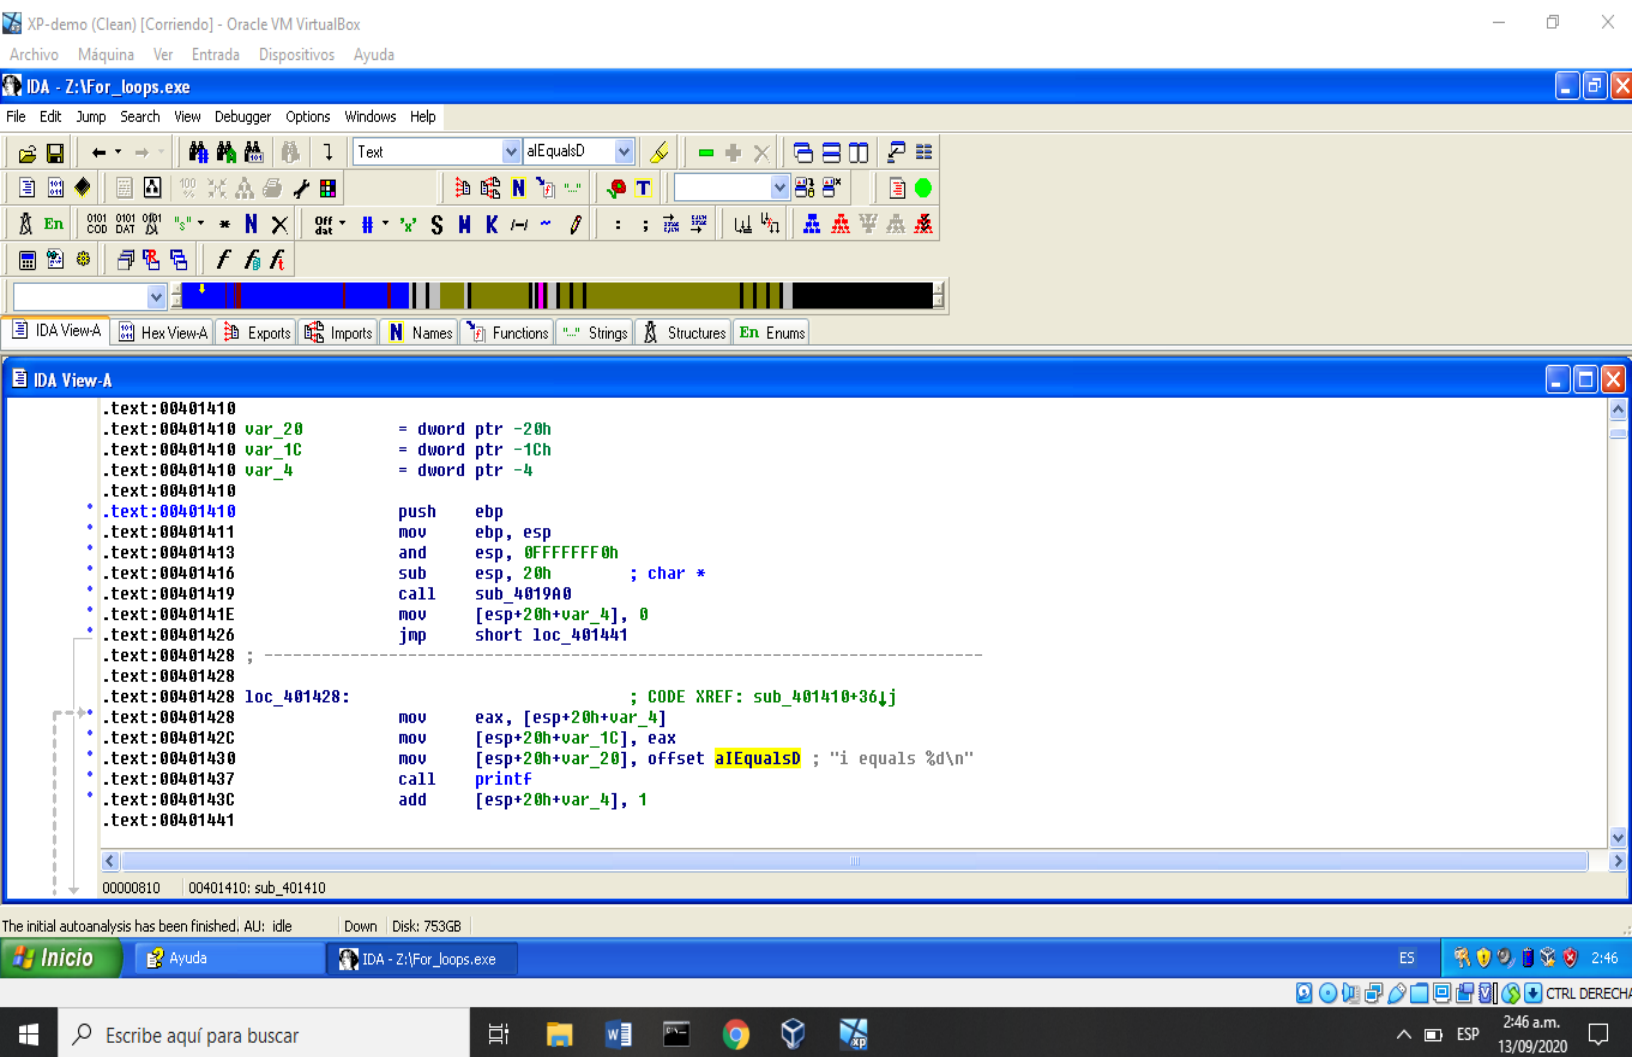 XP-demo (Clean) [Corriendo] - Oracle VM VirtualBox
Archivo Máquina Ver Entrada Dispositivos Ayuda
IDA - Z:\For_loops.exe
File Edit Jump Search View Debugger Options Windows Help
Text aIEqualsD
En
Off dat
S M K
IDA View-A Hex View-A Exports Imports N Names Functions Strings Structures En Enums
IDA View-A
.text:00401410
.text:00401410 var_20 = dword ptr -20h
.text:00401410 var_1C = dword ptr -1Ch
.text:00401410 var_4 = dword ptr -4
.text:00401410
.text:00401410 push ebp
.text:00401411 mov ebp, esp
.text:00401413 and esp, 0FFFFFFF0h
.text:00401416 sub esp, 20h ; char *
.text:00401419 call sub_4019A0
.text:0040141E mov [esp+20h+var_4], 0
.text:00401426 jmp short loc_401441
.text:00401428 ; ---------------------------------------------------------------------------
.text:00401428
.text:00401428 loc_401428: ; CODE XREF: sub_401410+36↓j
.text:00401428 mov eax, [esp+20h+var_4]
.text:0040142C mov [esp+20h+var_1C], eax
.text:00401430 mov [esp+20h+var_20], offset aIEqualsD ; "i equals %d\n"
.text:00401437 call printf
.text:0040143C add [esp+20h+var_4], 1
.text:00401441
00000810 00401410: sub_401410
The initial autoanalysis has been finished. AU: idle Down Disk: 753GB
Inicio Ayuda IDA - Z:\For_loops.exe ES 2:46
CTRL DERECHA
Escribe aquí para buscar ESP 2:46 a.m.
13/09/2020